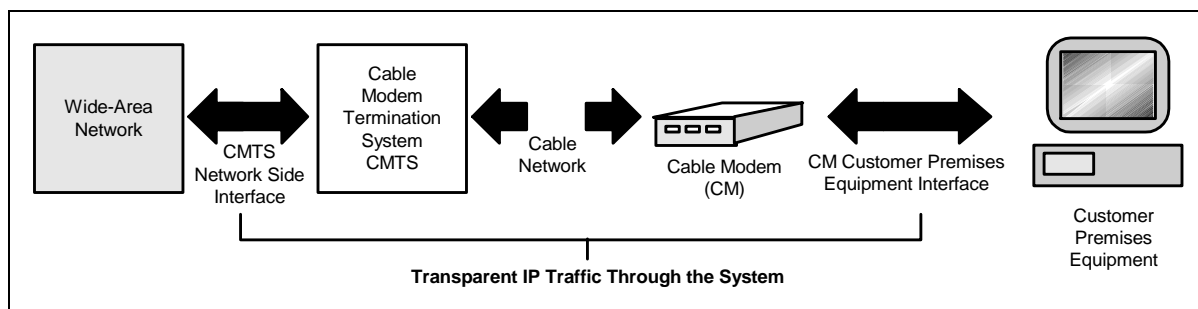 Wide-Area
Network
CMTS
Network Side
Interface
Cable
Modem
Termination
System
CMTS
Cable
Network
Cable Modem
(CM)
CM Customer Premises
Equipment Interface
Customer
Premises
Equipment
Transparent IP Traffic Through the System